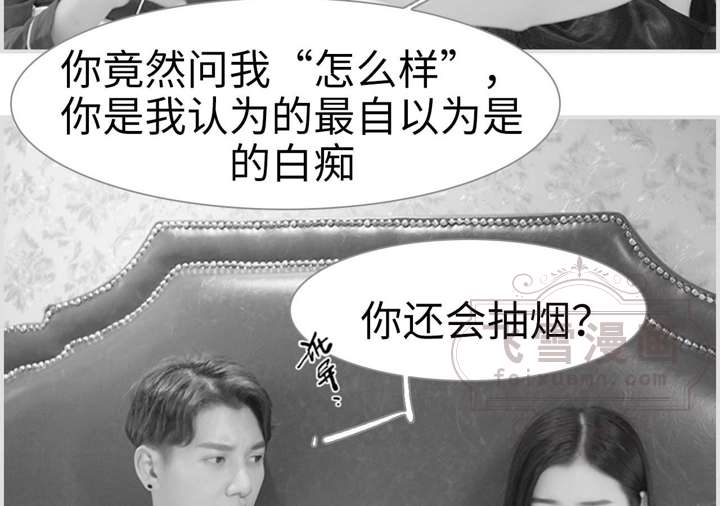 你竟然问我“怎么样”，
你是我认为的最自以为是
的白痴
你还会抽烟？
飞雪漫画
feixuemh.com